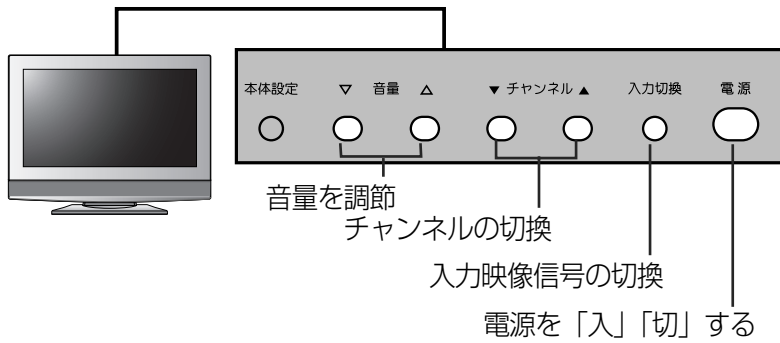 本体設定 ▽ 音量 △ ▼ チャンネル ▲ 入力切換 電源
音量を調節
チャンネルの切換
入力映像信号の切換
電源を「入」「切」する